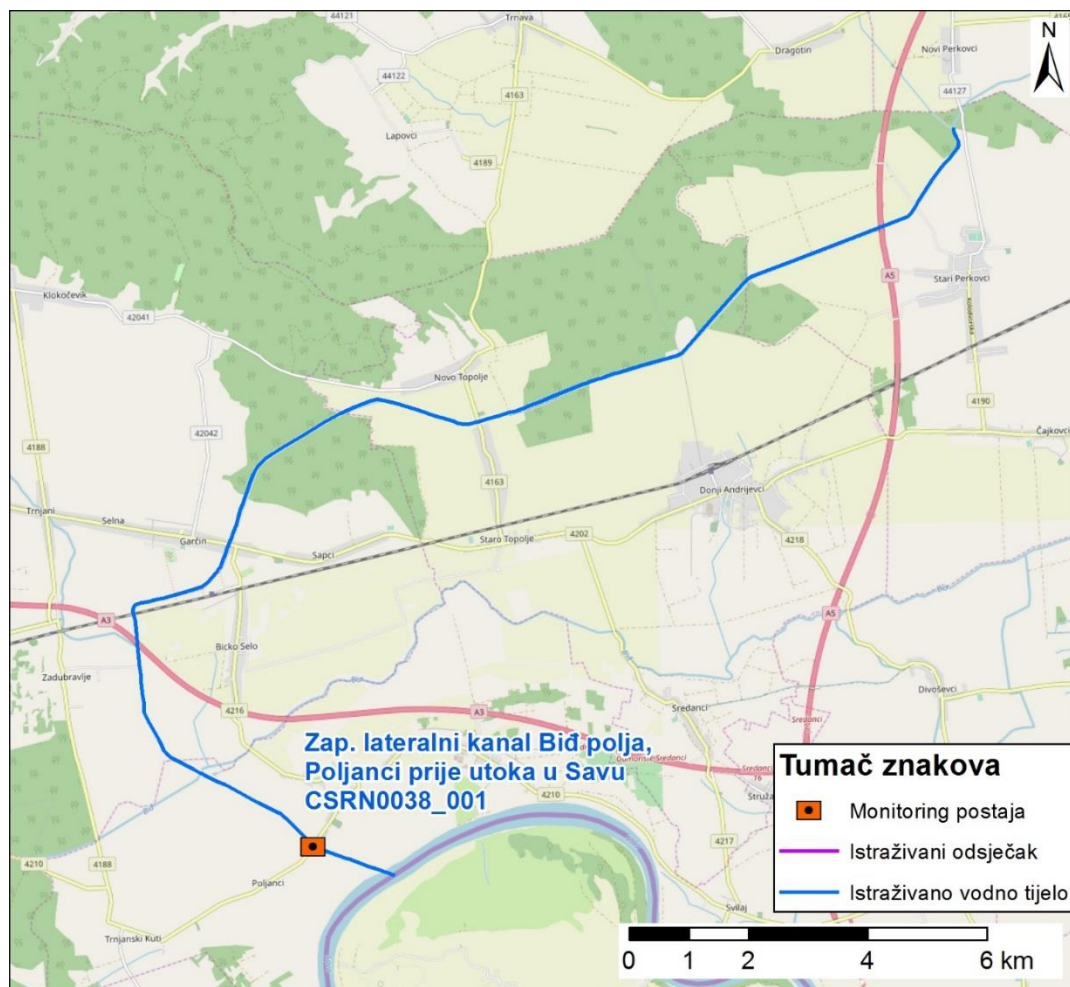 44121
Trnava
4163
44122
Dragotin
Novi Perkovci
N
44127
Lapovci
4189
A5
Stari Perkovci
Klokočevik
42041
Novo Topolje
42042
4190
Čajkovci
4188
4163
Donji Andrijevci
Trnjani
Selna
Garčin
Sapci
Staro Topolje
4202
4218
A3
A5
Bicko Selo
Zadubravlje
4216
A3
Sredanci
Divoševci
Sredanci
Zap. lateralni kanal Biđ polja,
Poljanci prije utoka u Savu
CSRN0038_001
4210
4217
Svilaj
4210
4188
Poljanci
Trnjanski Kuti
Tumač znakova
Monitoring postaja
Istraživani odsječak
Istraživano vodno tijelo
0 1 2 4 6 km